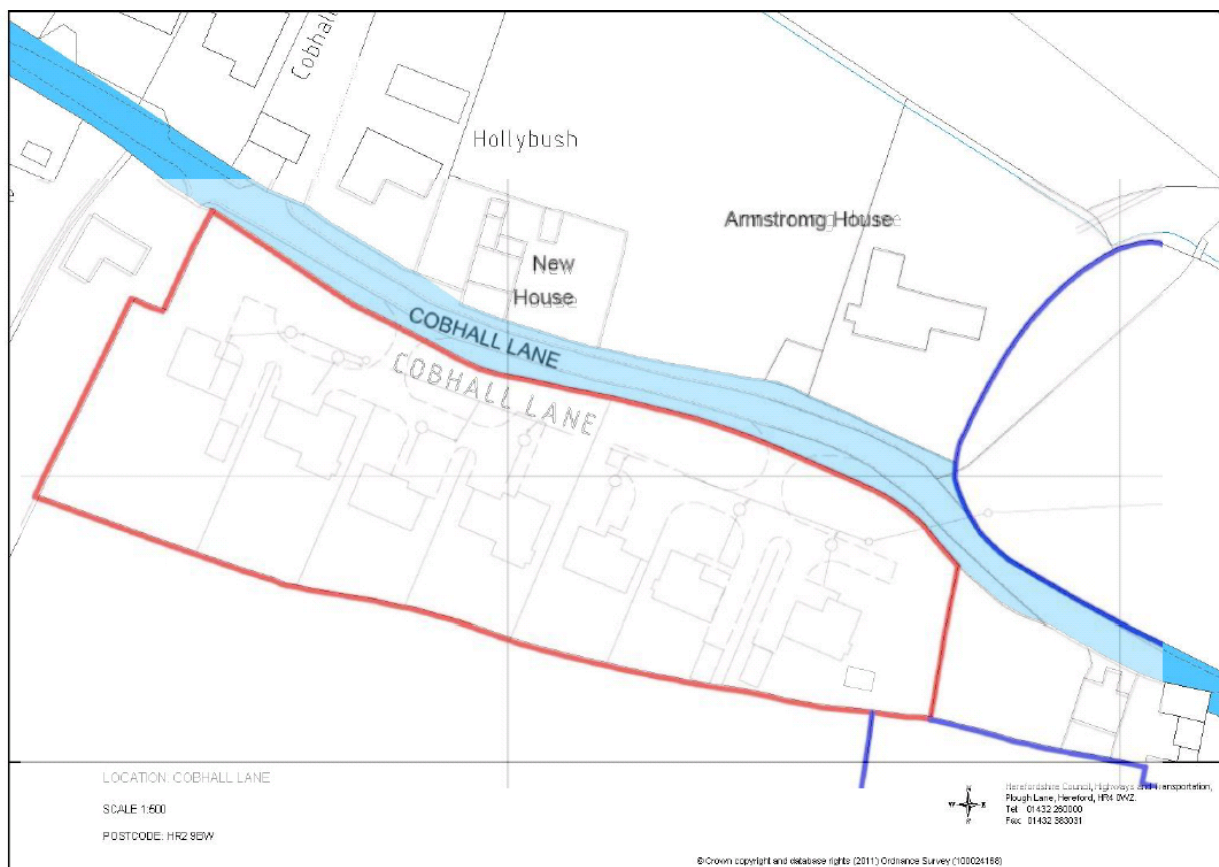 Cobhall
Hollybush
Armstromg House
New
House
COBHALL LANE
COBHALL LANE
LOCATION: COBHALL LANE
SCALE 1:500
POSTCODE: HR2 9BW
W E
S
Herefordshire Council, Highways and Transportation,
Plough Lane, Hereford, HR4 0WZ.
Tel: 01432 260000
Fax: 01432 383031
© Crown copyright and database rights (2011) Ordnance Survey (100024168)